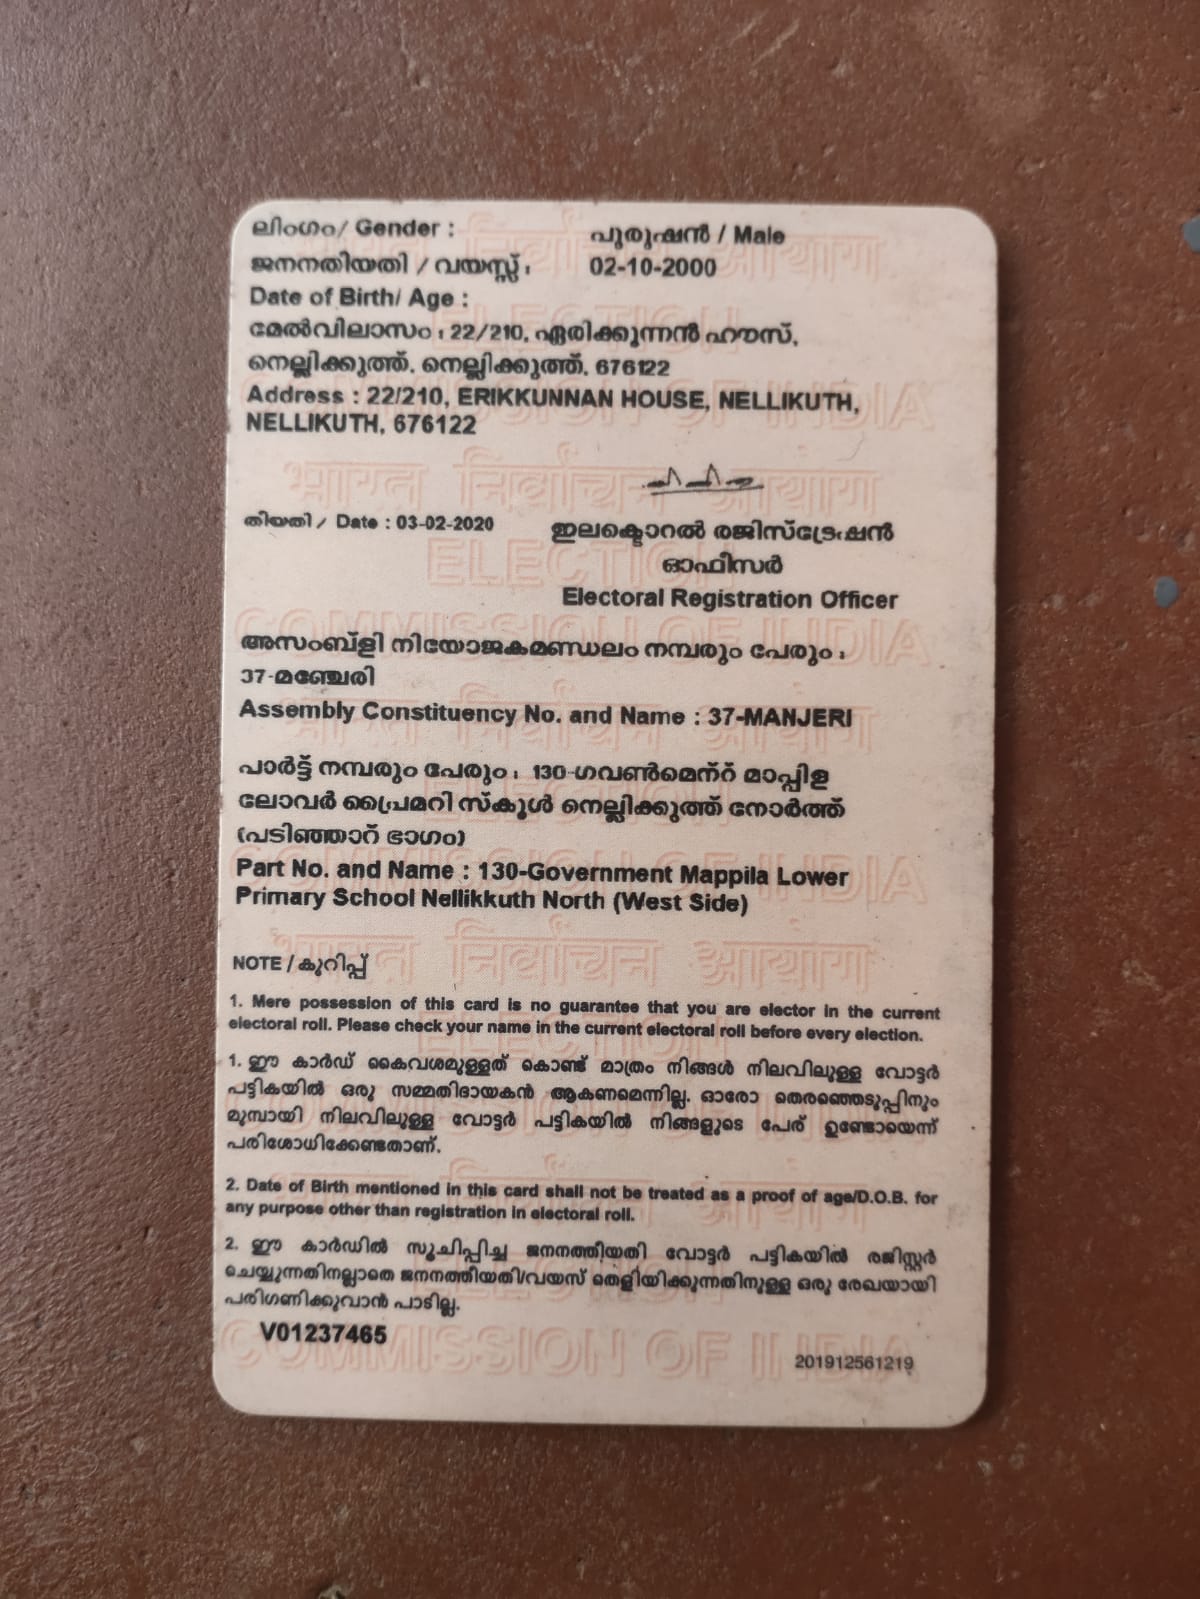 ലിംഗം/ Gender : പുരുഷൻ / Male
ജനനതിയതി / വയസ്സ് : 02-10-2000
Date of Birth/ Age :
മേൽവിലാസം : 22/210, ഏരിക്കുന്നൻ ഹൗസ്,
നെല്ലിക്കുത്ത്, നെല്ലിക്കുത്ത്, 676122
Address : 22/210, ERIKKUNNAN HOUSE, NELLIKUTH,
NELLIKUTH, 676122
തിയതി / Date : 03-02-2020
ഇലക്ടൊറൽ രജിസ്ട്രേഷൻ
ഓഫീസർ
Electoral Registration Officer
അസംബ്ളി നിയോജകമണ്ഡലം നമ്പരും പേരും :
37-മഞ്ചേരി
Assembly Constituency No. and Name : 37-MANJERI
പാർട്ട് നമ്പരും പേരും : 130-ഗവൺമെന്റ് മാപ്പിള
ലോവർ പ്രൈമറി സ്കൂൾ നെല്ലിക്കുത്ത് നോർത്ത്
(പടിഞ്ഞാറ് ഭാഗം)
Part No. and Name : 130-Government Mappila Lower
Primary School Nellikkuth North (West Side)
NOTE / കുറിപ്പ്
1. Mere possession of this card is no guarantee that you are elector in the current
electoral roll. Please check your name in the current electoral roll before every election.
1. ഈ കാർഡ് കൈവശമുള്ളത് കൊണ്ട് മാത്രം നിങ്ങൾ നിലവിലുള്ള വോട്ടർ
പട്ടികയിൽ ഒരു സമ്മതിദായകൻ ആകണമെന്നില്ല. ഓരോ തെരഞ്ഞെടുപ്പിനും
മുമ്പായി നിലവിലുള്ള വോട്ടർ പട്ടികയിൽ നിങ്ങളുടെ പേര് ഉണ്ടോയെന്ന്
പരിശോധിക്കേണ്ടതാണ്.
2. Date of Birth mentioned in this card shall not be treated as a proof of age/D.O.B. for
any purpose other than registration in electoral roll.
2. ഈ കാർഡിൽ സൂചിപ്പിച്ച ജനനത്തീയതി വോട്ടർ പട്ടികയിൽ രജിസ്റ്റർ
ചെയ്യുന്നതിനല്ലാതെ ജനനത്തീയതി/വയസ് തെളിയിക്കുന്നതിനുള്ള ഒരു രേഖയായി
പരിഗണിക്കുവാൻ പാടില്ല.
V01237465
201912561219
भारत निर्वाचन आयोग
ELECTION
COMMISSION OF INDIA